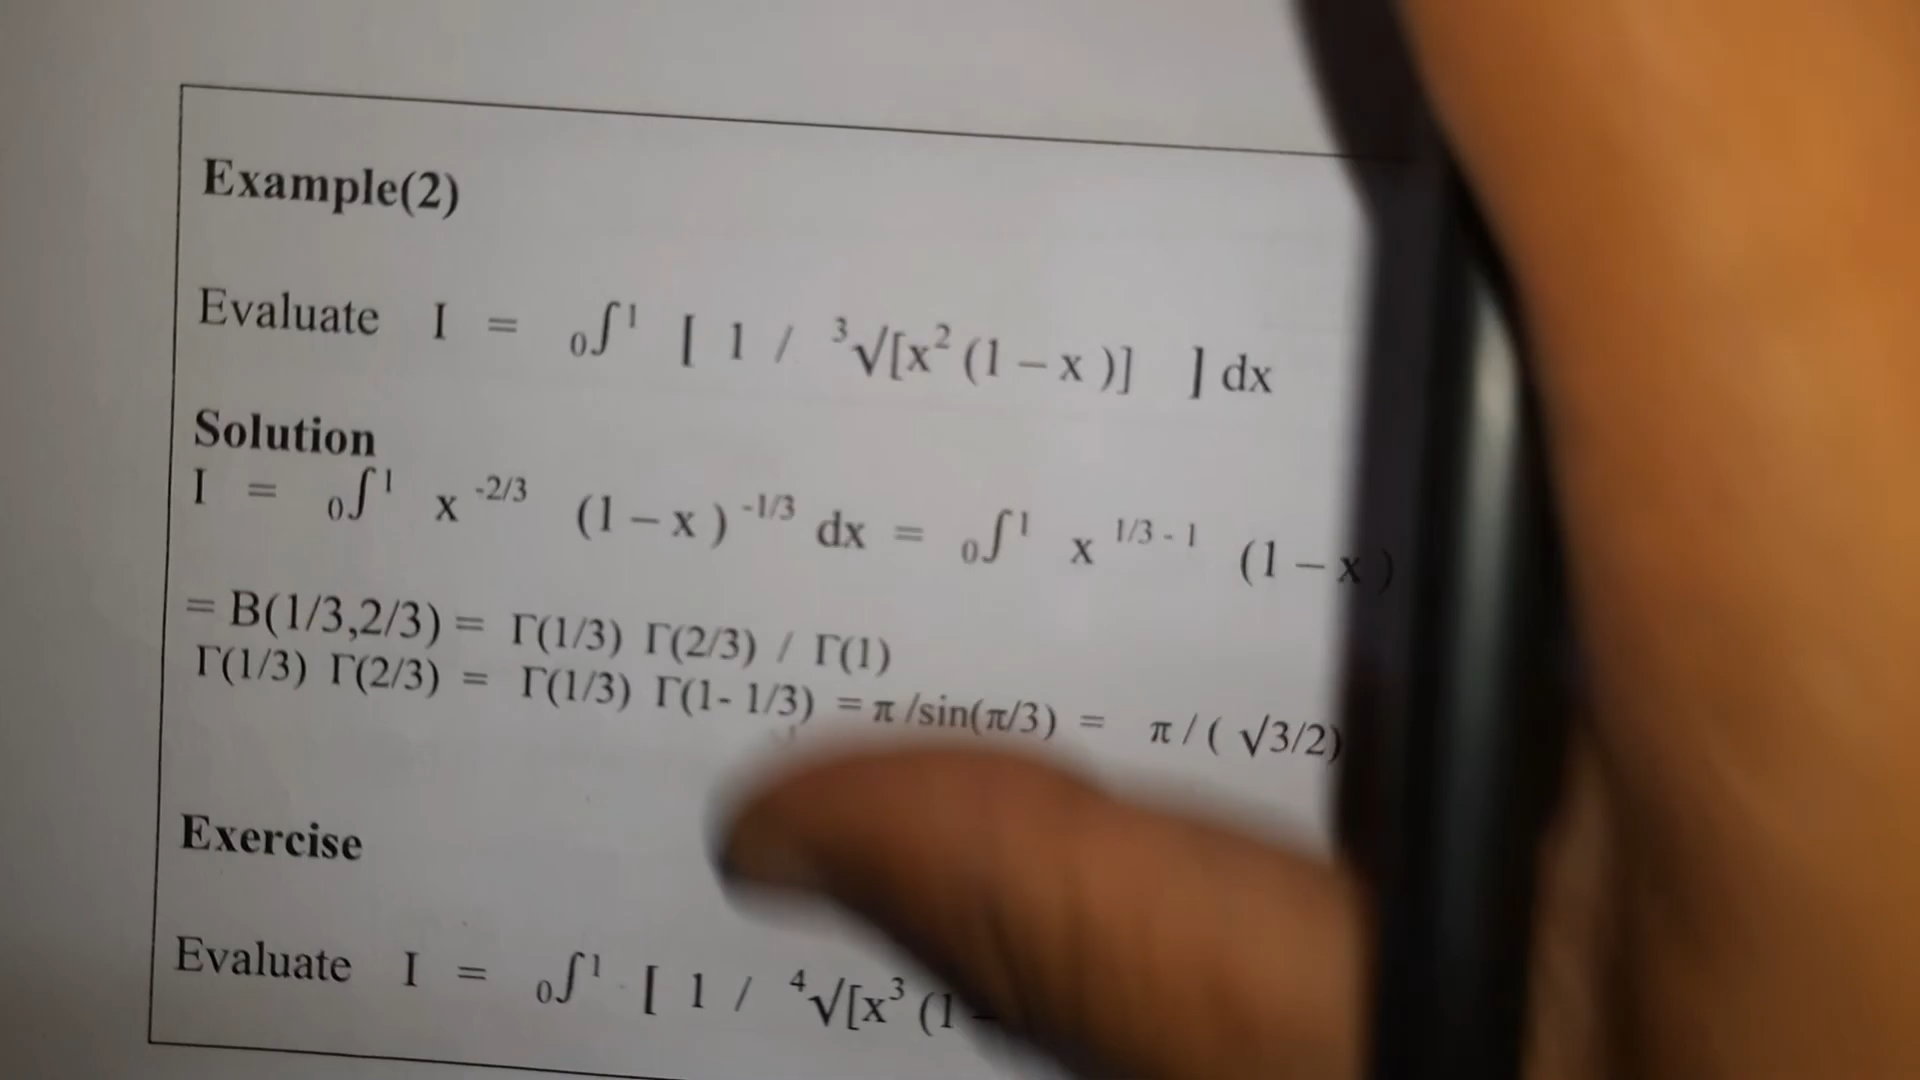 Example(2)
Evaluate I = ₀∫¹ [ 1 / ³√[x² (1 – x )] ] dx
Solution
I = ₀∫¹ x ^-2/3 (1 – x ) ^-1/3 dx = ₀∫¹ x ^1/3 - 1 (1 – x )
= B(1/3,2/3) = Γ(1/3) Γ(2/3) / Γ(1)
Γ(1/3) Γ(2/3) = Γ(1/3) Γ(1- 1/3) = π /sin(π/3) = π / ( √3/2)
Exercise
Evaluate I = ₀∫¹ [ 1 / ⁴√[x³ (1 –